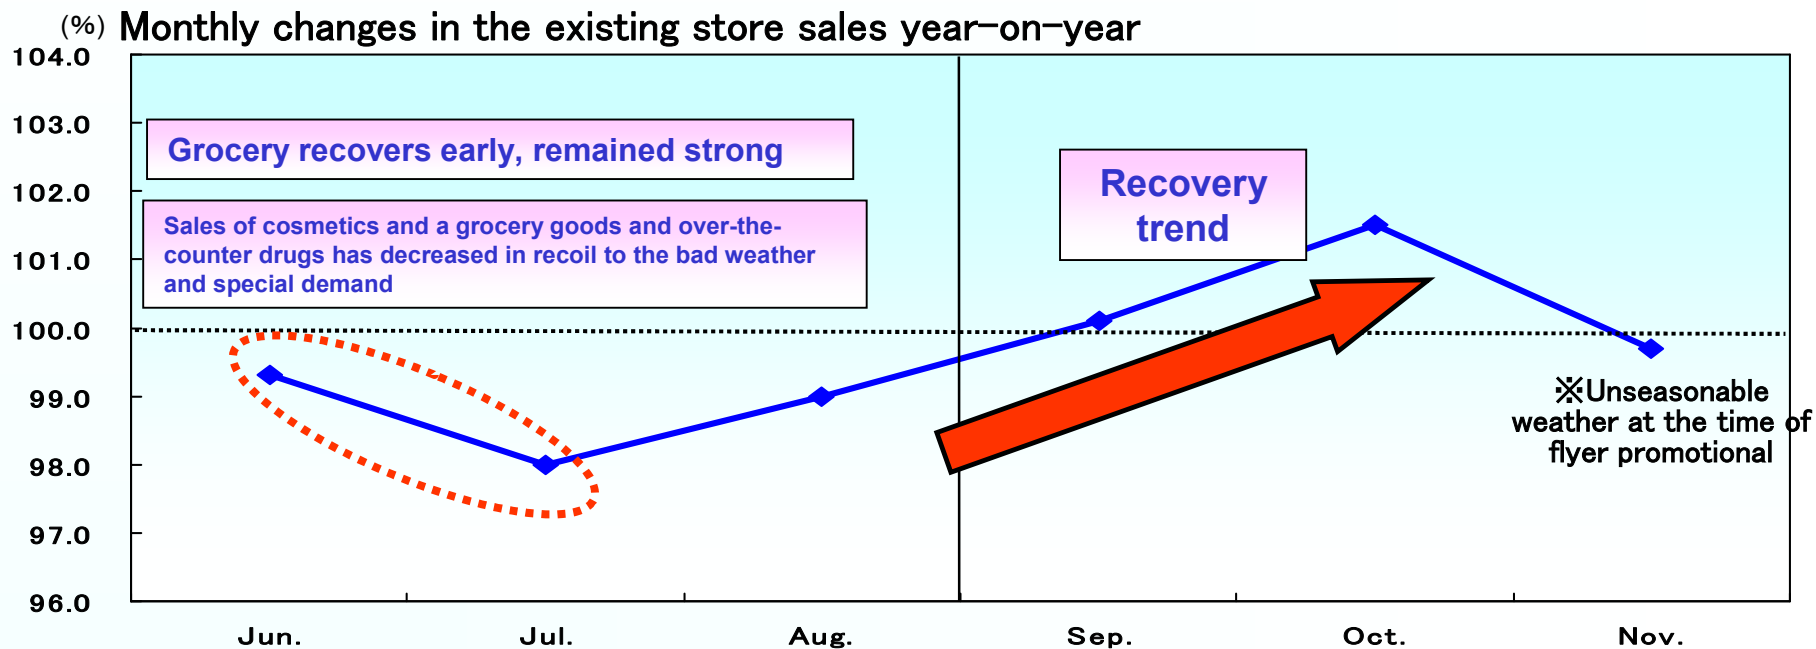 (%) Monthly changes in the existing store sales year-on-year
104.0
103.0
102.0
101.0
100.0
99.0
98.0
97.0
96.0
Grocery recovers early, remained strong
Sales of cosmetics and a grocery goods and over-the-
counter drugs has decreased in recoil to the bad weather
and special demand
Recovery
trend
※Unseasonable
weather at the time of
flyer promotional
Jun. Jul. Aug. Sep. Oct. Nov.